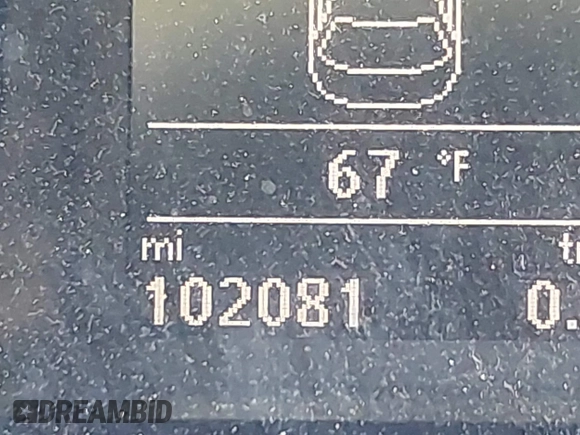 67 °F
mi
102081 0.
DREAMBID